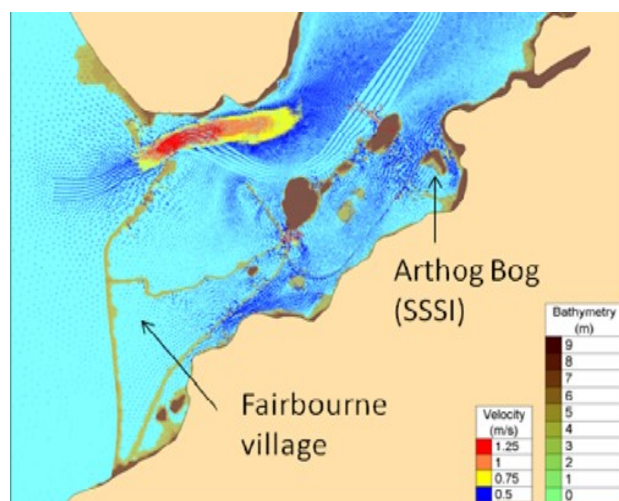 Arthog Bog
(SSSI)
Fairbourne
village
Velocity
(m/s)
1.25
1
0.75
0.5
Bathymetry
(m)
9
8
7
6
5
4
3
2
1
0